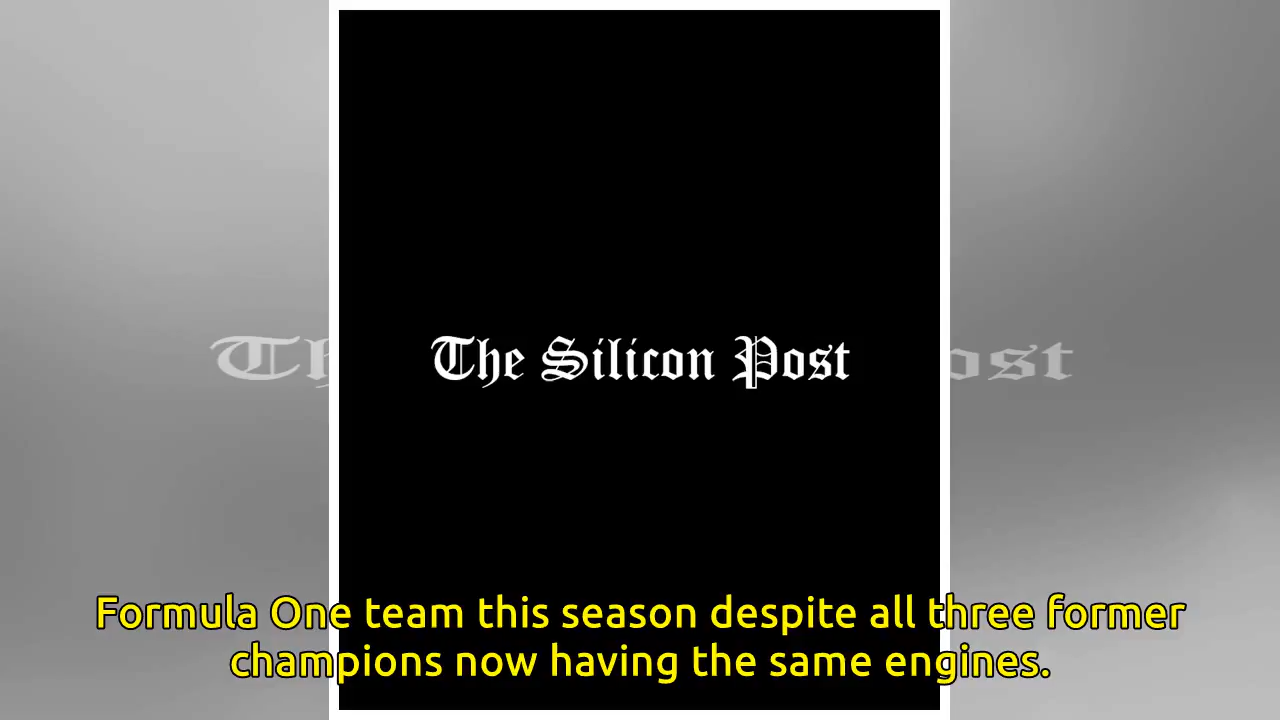 The Silicon Post
Formula One team this season despite all three former
champions now having the same engines.